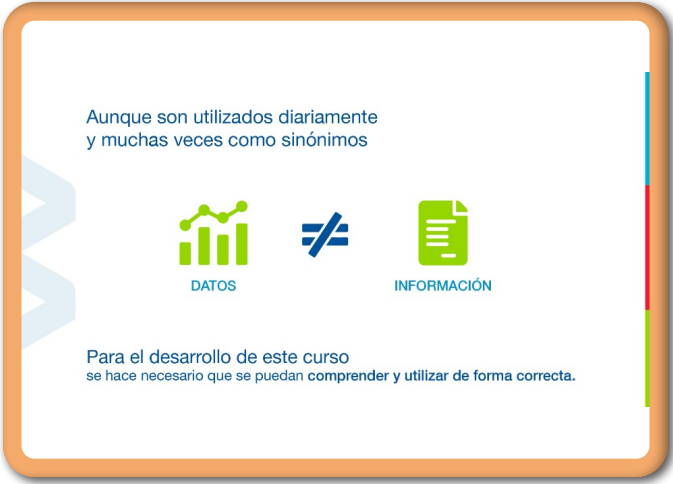 Aunque son utilizados diariamente
y muchas veces como sinónimos
DATOS
≠
INFORMACIÓN
Para el desarrollo de este curso
se hace necesario que se puedan comprender y utilizar de forma correcta.